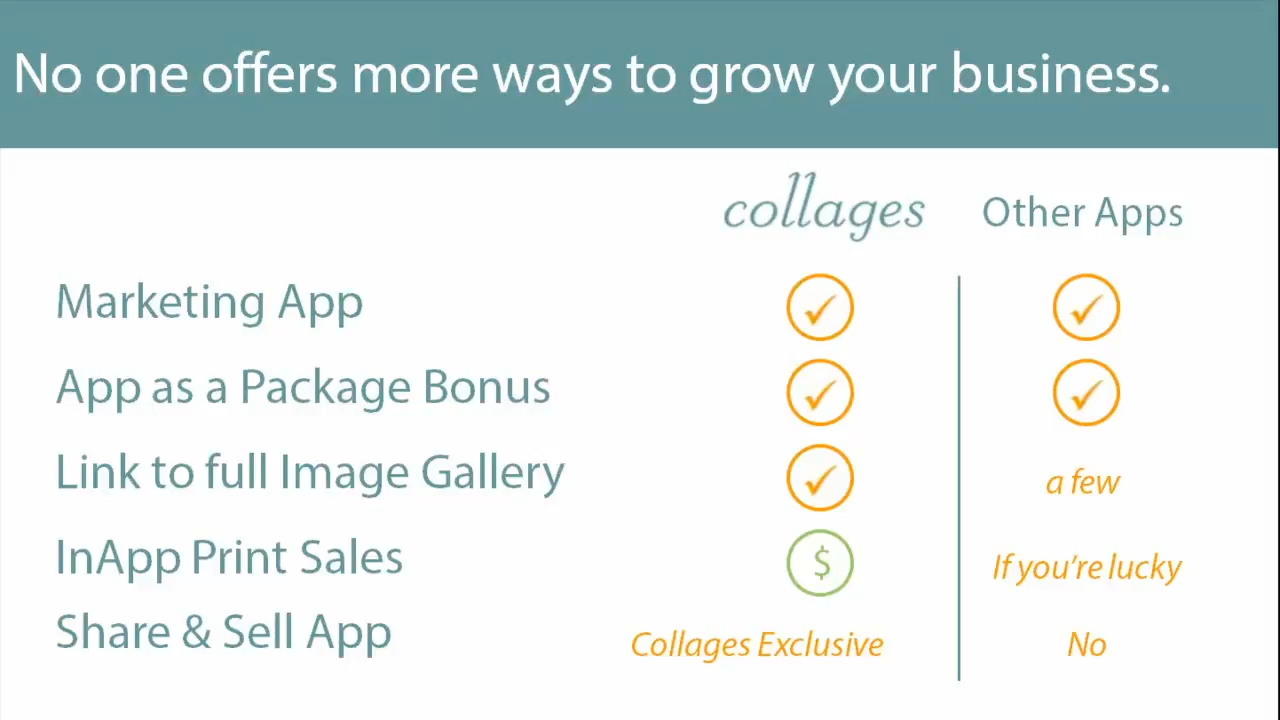 No one offers more ways to grow your business.
collages Other Apps
Marketing App
App as a Package Bonus
Link to full Image Gallery a few
InApp Print Sales $ If you're lucky
Share & Sell App Collages Exclusive No